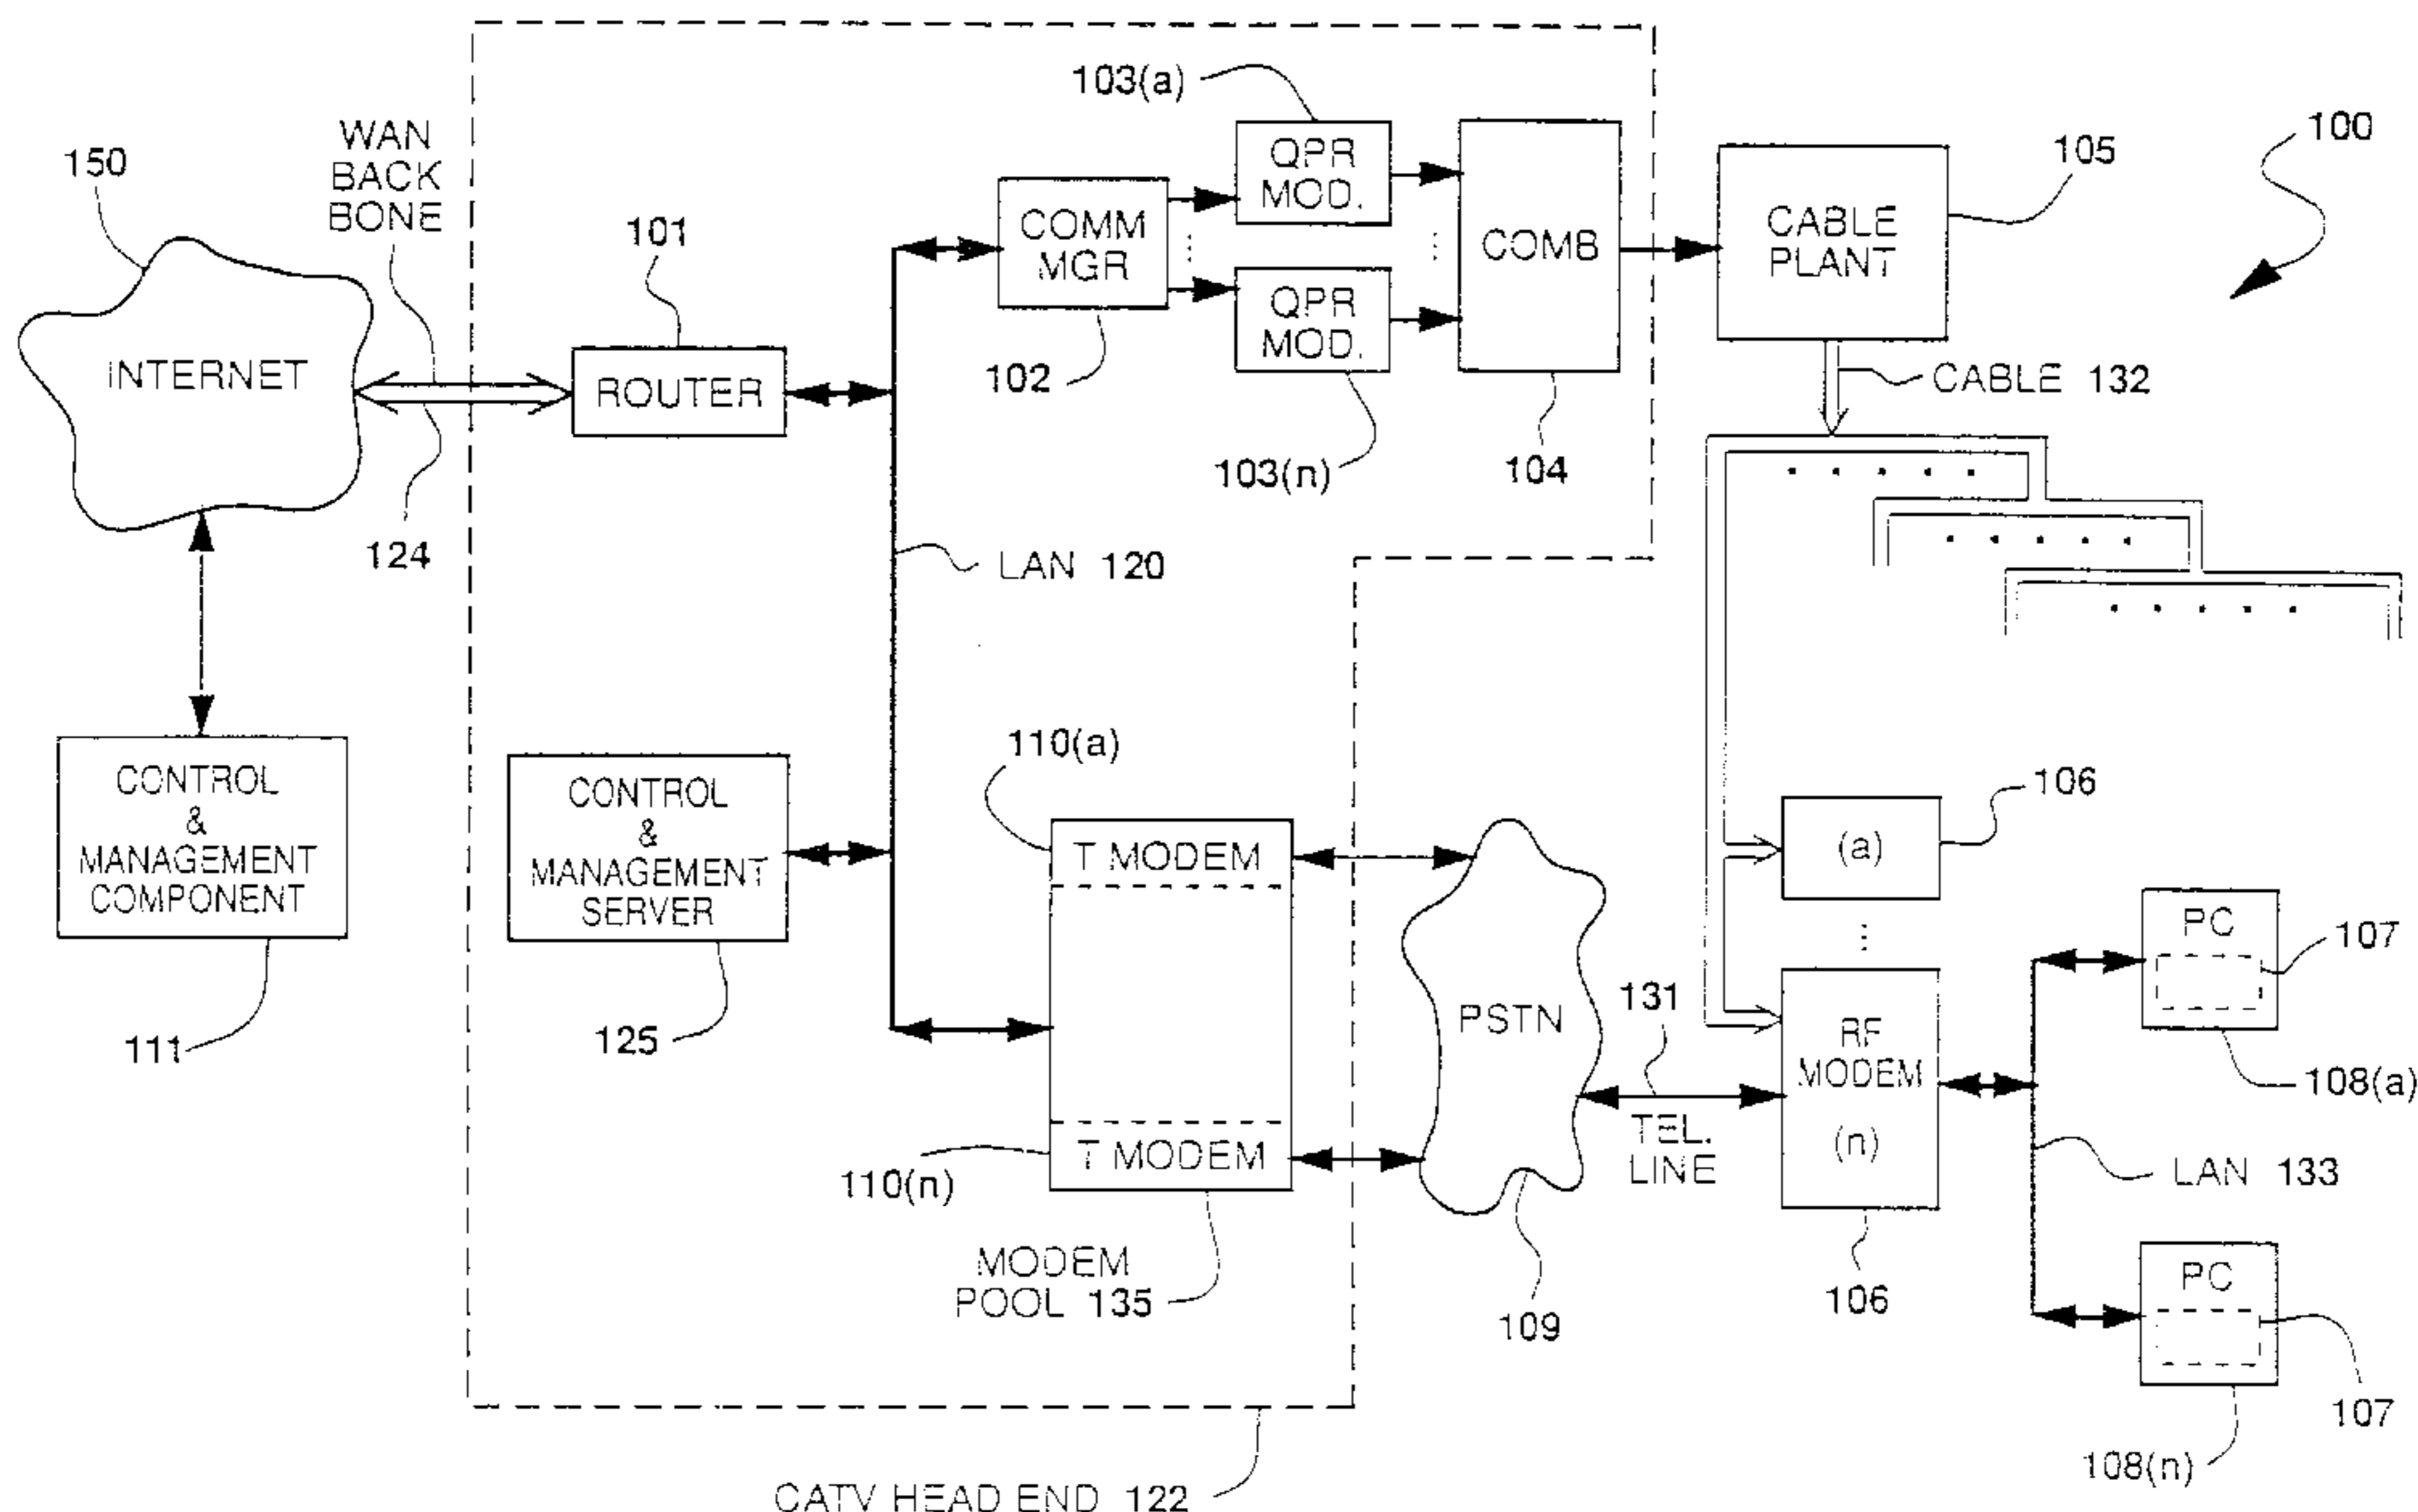 103(a)
WAN
BACK
BONE
150
QPR
MOD.
100
105
COMM
MGR
COMB
CABLE
PLANT
101
QPR
MOD.
INTERNET
ROUTER
102
CABLE 132
103(n)
104
124
LAN 120
110(a)
CONTROL
&
MANAGEMENT
COMPONENT
CONTROL
&
MANAGEMENT
SERVER
T MODEM
(a)
106
PC
107
111
125
PSTN
131
RF
MODEM
(n)
108(a)
TEL.
LINE
T MODEM
110(n)
LAN 133
MODEM
POOL 135
109
106
PC
107
108(n)
CATV HEAD END 122